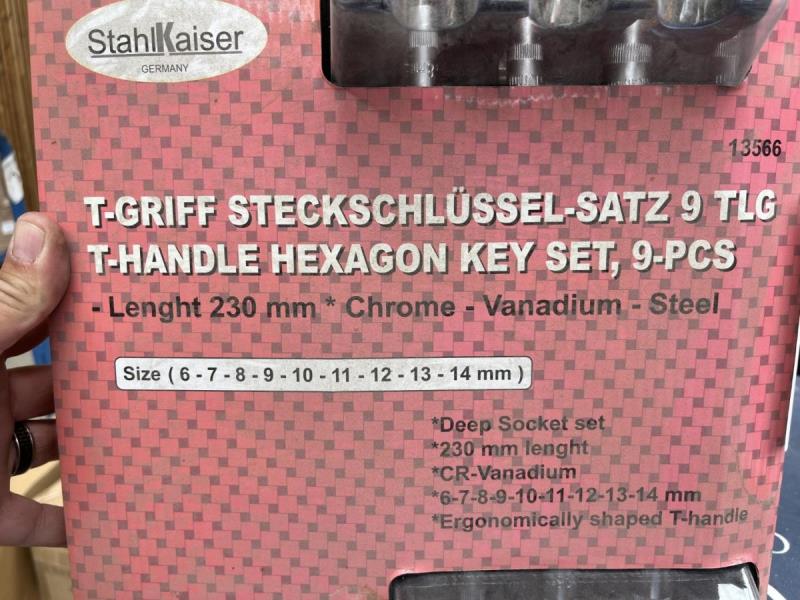 StahlKaiser
GERMANY
13566
T-GRIFF STECKSCHLÜSSEL-SATZ 9 TLG
T-HANDLE HEXAGON KEY SET, 9-PCS
- Lenght 230 mm * Chrome - Vanadium - Steel
Size ( 6 - 7 - 8 - 9 - 10 - 11 - 12 - 13 - 14 mm )
*Deep Socket set
*230 mm lenght
*CR-Vanadium
*6-7-8-9-10-11-12-13-14 mm
*Ergonomically shaped T-handle